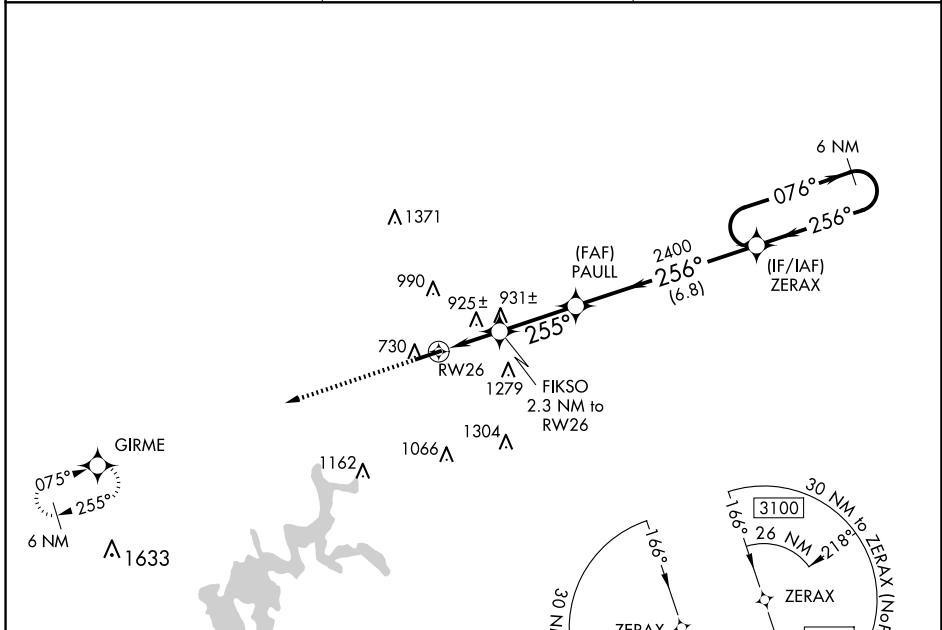 6 NM
076°
256°
1371
(FAF)
PAULL
2400
256°
(6.8)
(IF/IAF)
ZERAX
990
925±
931±
255°
730
RW26
1279
FIKSO
2.3 NM to
RW26
1304
1066
1162
GIRME
075°
255°
6 NM
1633
30 NM to ZERAX (NoP
3100
166°
26 NM
218°
ZERAX
166°
30 N
ZERAX